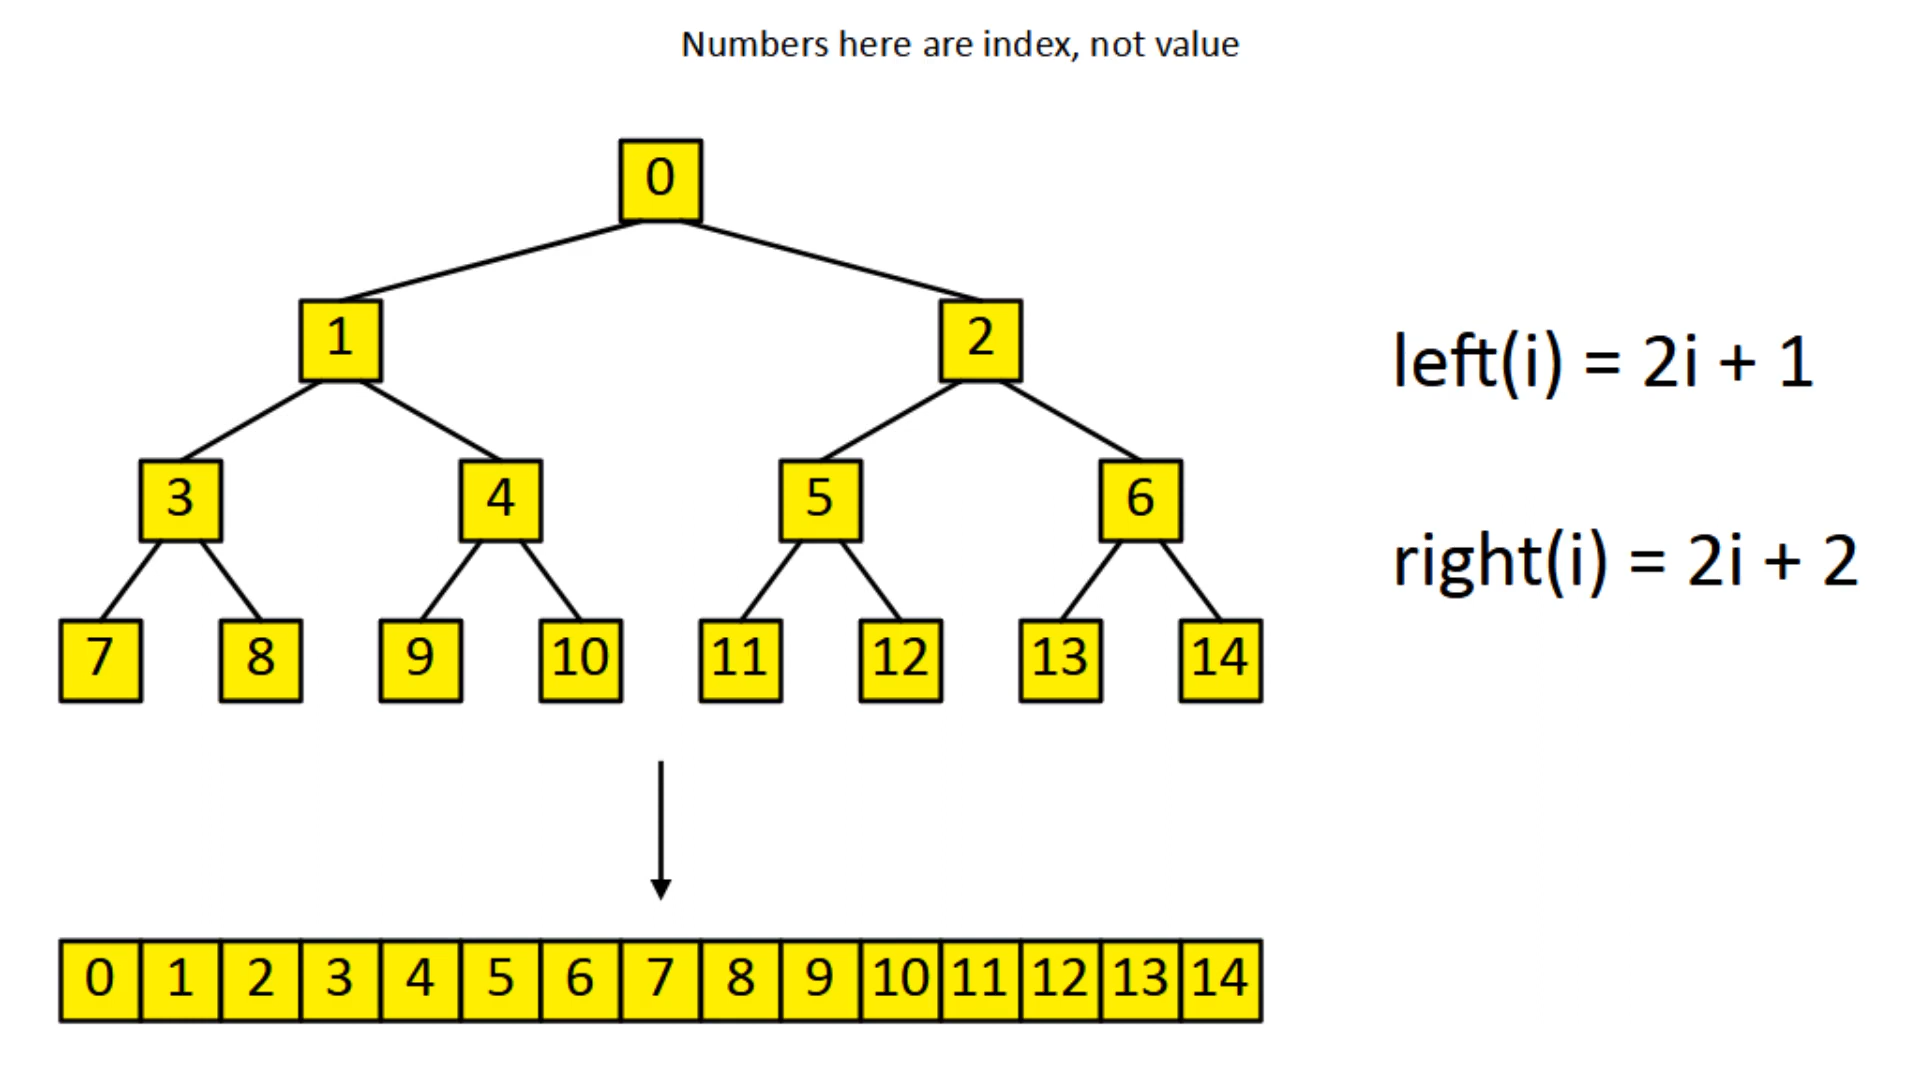 Numbers here are index, not value
0
1 2
left(i) = 2i + 1
3 4 5 6
right(i) = 2i + 2
7 8 9 10 11 12 13 14
0 1 2 3 4 5 6 7 8 9 10 11 12 13 14